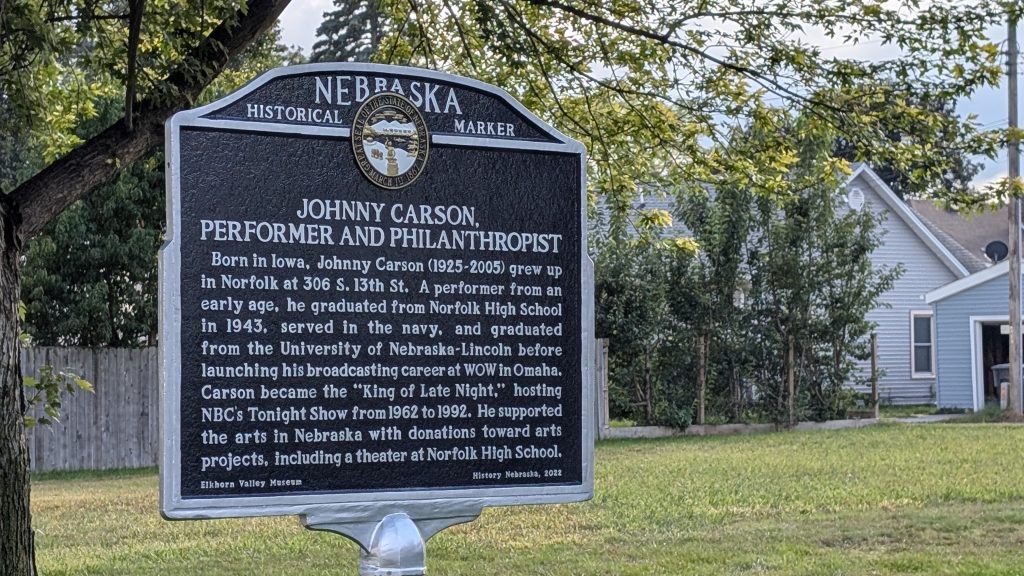 NEBRASKA
HISTORICAL MARKER
JOHNNY CARSON,
PERFORMER AND PHILANTHROPIST
Born in Iowa, Johnny Carson (1925-2005) grew up
in Norfolk at 306 S. 13th St. A performer from an
early age, he graduated from Norfolk High School
in 1943, served in the navy, and graduated
from the University of Nebraska-Lincoln before
launching his broadcasting career at WOW in Omaha.
Carson became the "King of Late Night," hosting
NBC's Tonight Show from 1962 to 1992. He supported
the arts in Nebraska with donations toward arts
projects, including a theater at Norfolk High School.
Elkhorn Valley Museum
History Nebraska, 2022